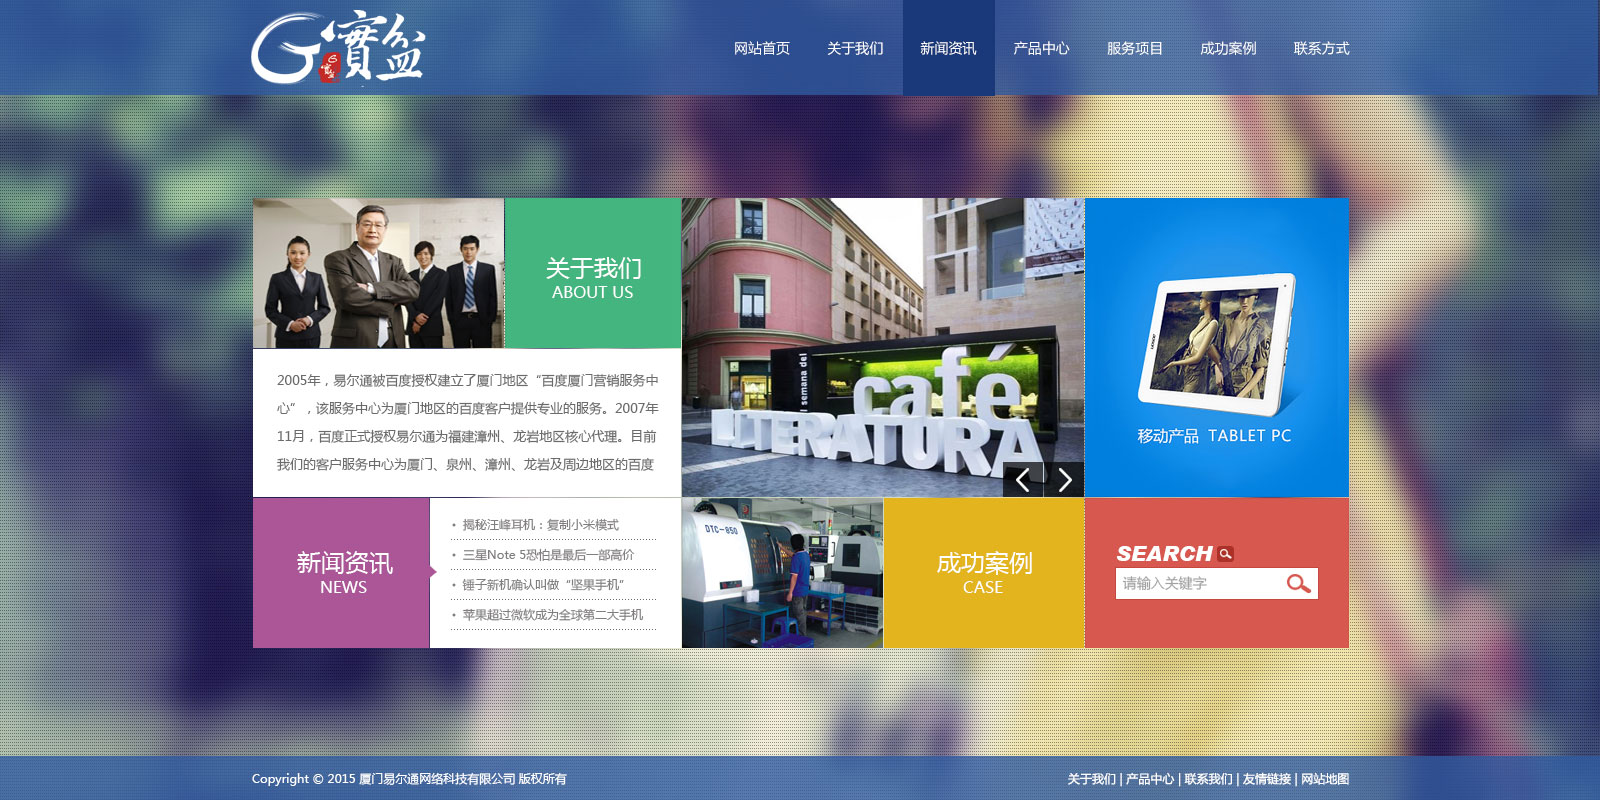 實盆
网站首页 关于我们 新闻资讯 产品中心 服务项目 成功案例 联系方式
关于我们
ABOUT US
2005年，易尔通被百度授权建立了厦门地区“百度厦门营销服务中
心”，该服务中心为厦门地区的百度客户提供专业的服务。2007年
11月，百度正式授权易尔通为福建漳州、龙岩地区核心代理。目前
我们的客户服务中心为厦门、泉州、漳州、龙岩及周边地区的百度
semana del
café
LITERATURA
移动产品 TABLET PC
新闻资讯
NEWS
· 揭秘汪峰耳机：复制小米模式
· 三星Note 5恐怕是最后一部高价
· 锤子新机确认叫做“坚果手机”
· 苹果超过微软成为全球第二大手机
DTC-850
成功案例
CASE
SEARCH
请输入关键字
Copyright © 2015 厦门易尔通网络科技有限公司 版权所有
关于我们 | 产品中心 | 联系我们 | 友情链接 | 网站地图